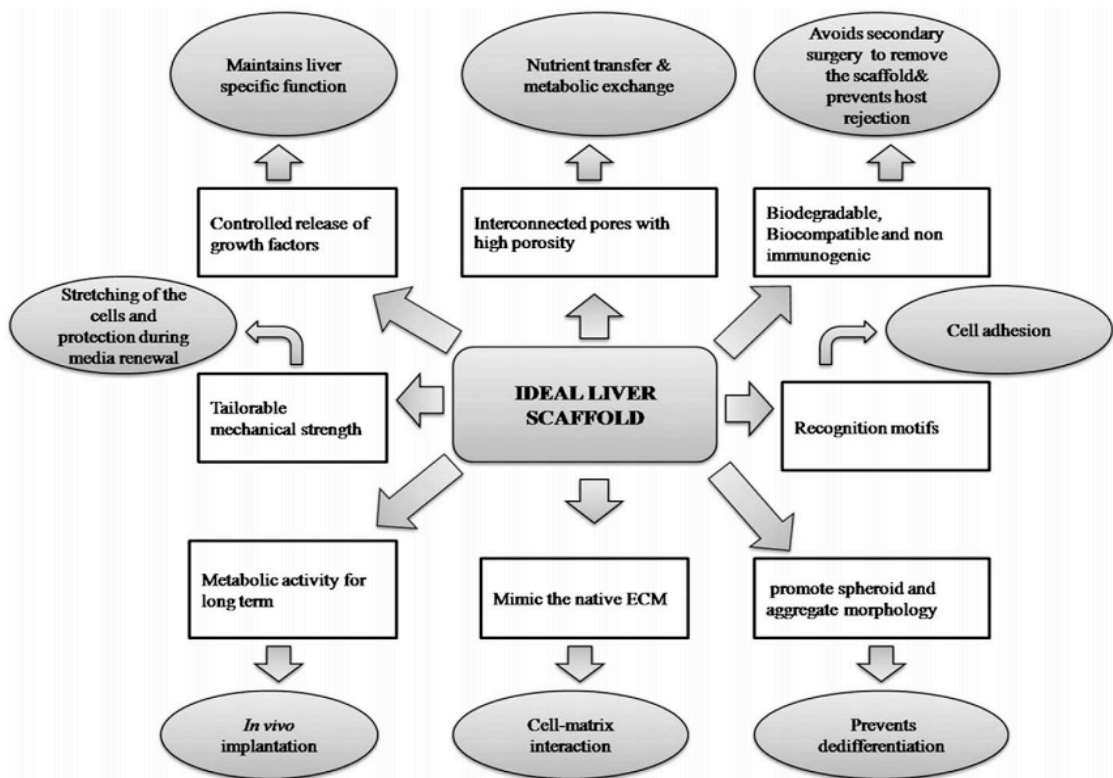 Maintains liver
specific function
Nutrient transfer &
metabolic exchange
Avoids secondary
surgery to remove
the scaffold&
prevents host
rejection
Controlled release of
growth factors
Interconnected pores with
high porosity
Biodegradable,
Biocompatible and non
immunogenic
Stretching of the
cells and
protection during
media renewal
Cell adhesion
Tailorable
mechanical strength
IDEAL LIVER
SCAFFOLD
Recognition motifs
Metabolic activity for
long term
Mimic the native ECM
promote spheroid and
aggregate morphology
In vivo
implantation
Cell-matrix
interaction
Prevents
dedifferentiation